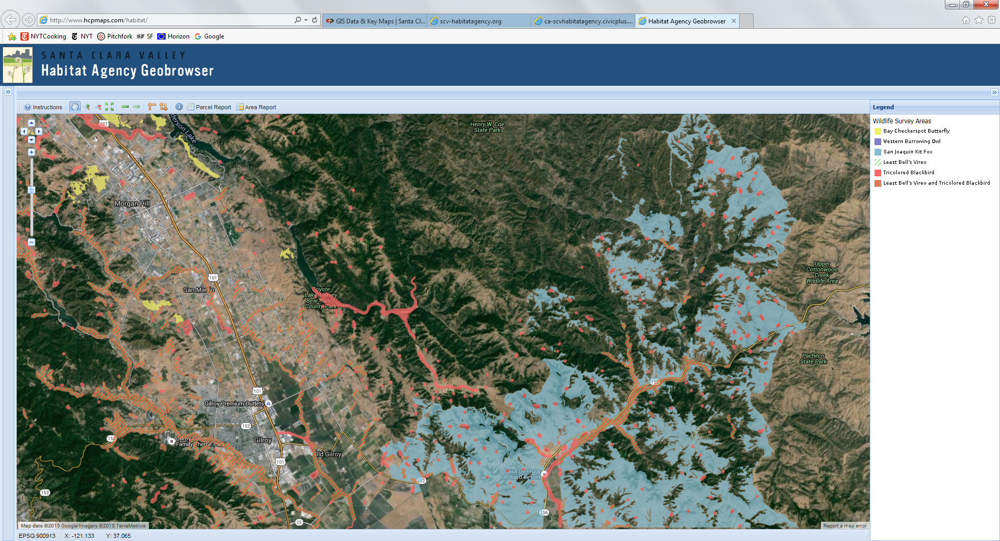 http://www.hcpmaps.com/habitat/
GIS Data & Key Maps | Santa Cl...
scv-habitatagency.org
ca-scvhabitatagency.civicplus....
Habitat Agency Geobrowser
NYTCooking
NYT
Pitchfork
SF
Horizon
Google
SANTA CLARA VALLEY
Habitat Agency Geobrowser
Instructions
Parcel Report
Area Report
Legend
Wildlife Survey Areas
Bay Checkerspot Butterfly
Western Burrowing Owl
San Joaquin Kit Fox
Least Bell's Vireo
Tricolored Blackbird
Least Bell's Vireo and Tricolored Blackbird
101
Henry W. Coe
State Park
Morgan Hill
101
San Martin
Coyote
Lake-Harvey
Bear Ranch
County Park
Upper
Cottonwood
Creek
Wildlife Area
Pacheco
State Park
152
101
Gilroy Premium Outlets
152
152
Gilroy Gardens
Family Theme Park
Gilroy
Old Gilroy
101
Casa De Fruta
Orchard Resort
152
152
156
25
Map data ©2015 Google Imagery ©2015 TerraMetrics
Report a map error
EPSG:900913
X: -121.133
Y: 37.065